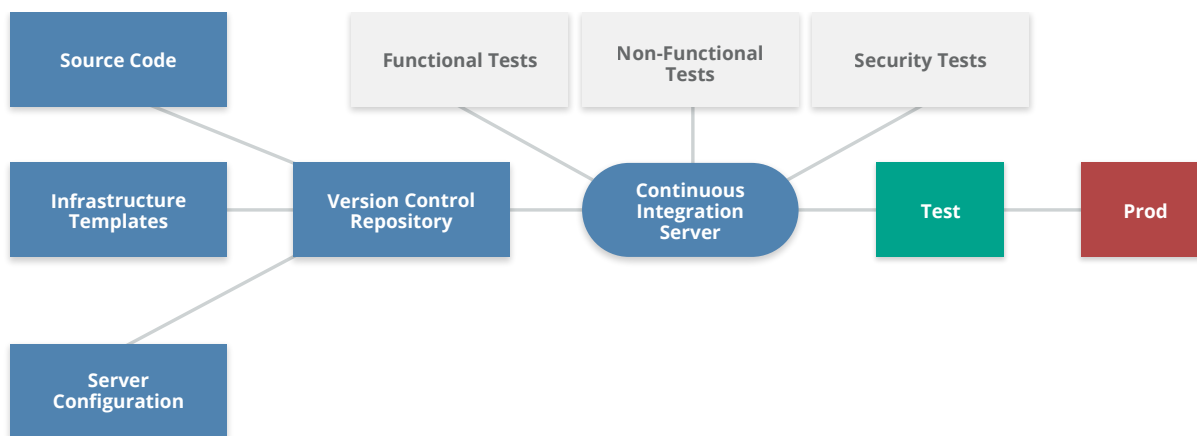 Source Code
Functional Tests
Non-Functional
Tests
Security Tests
Infrastructure
Templates
Version Control
Repository
Continuous
Integration
Server
Test
Prod
Server
Configuration